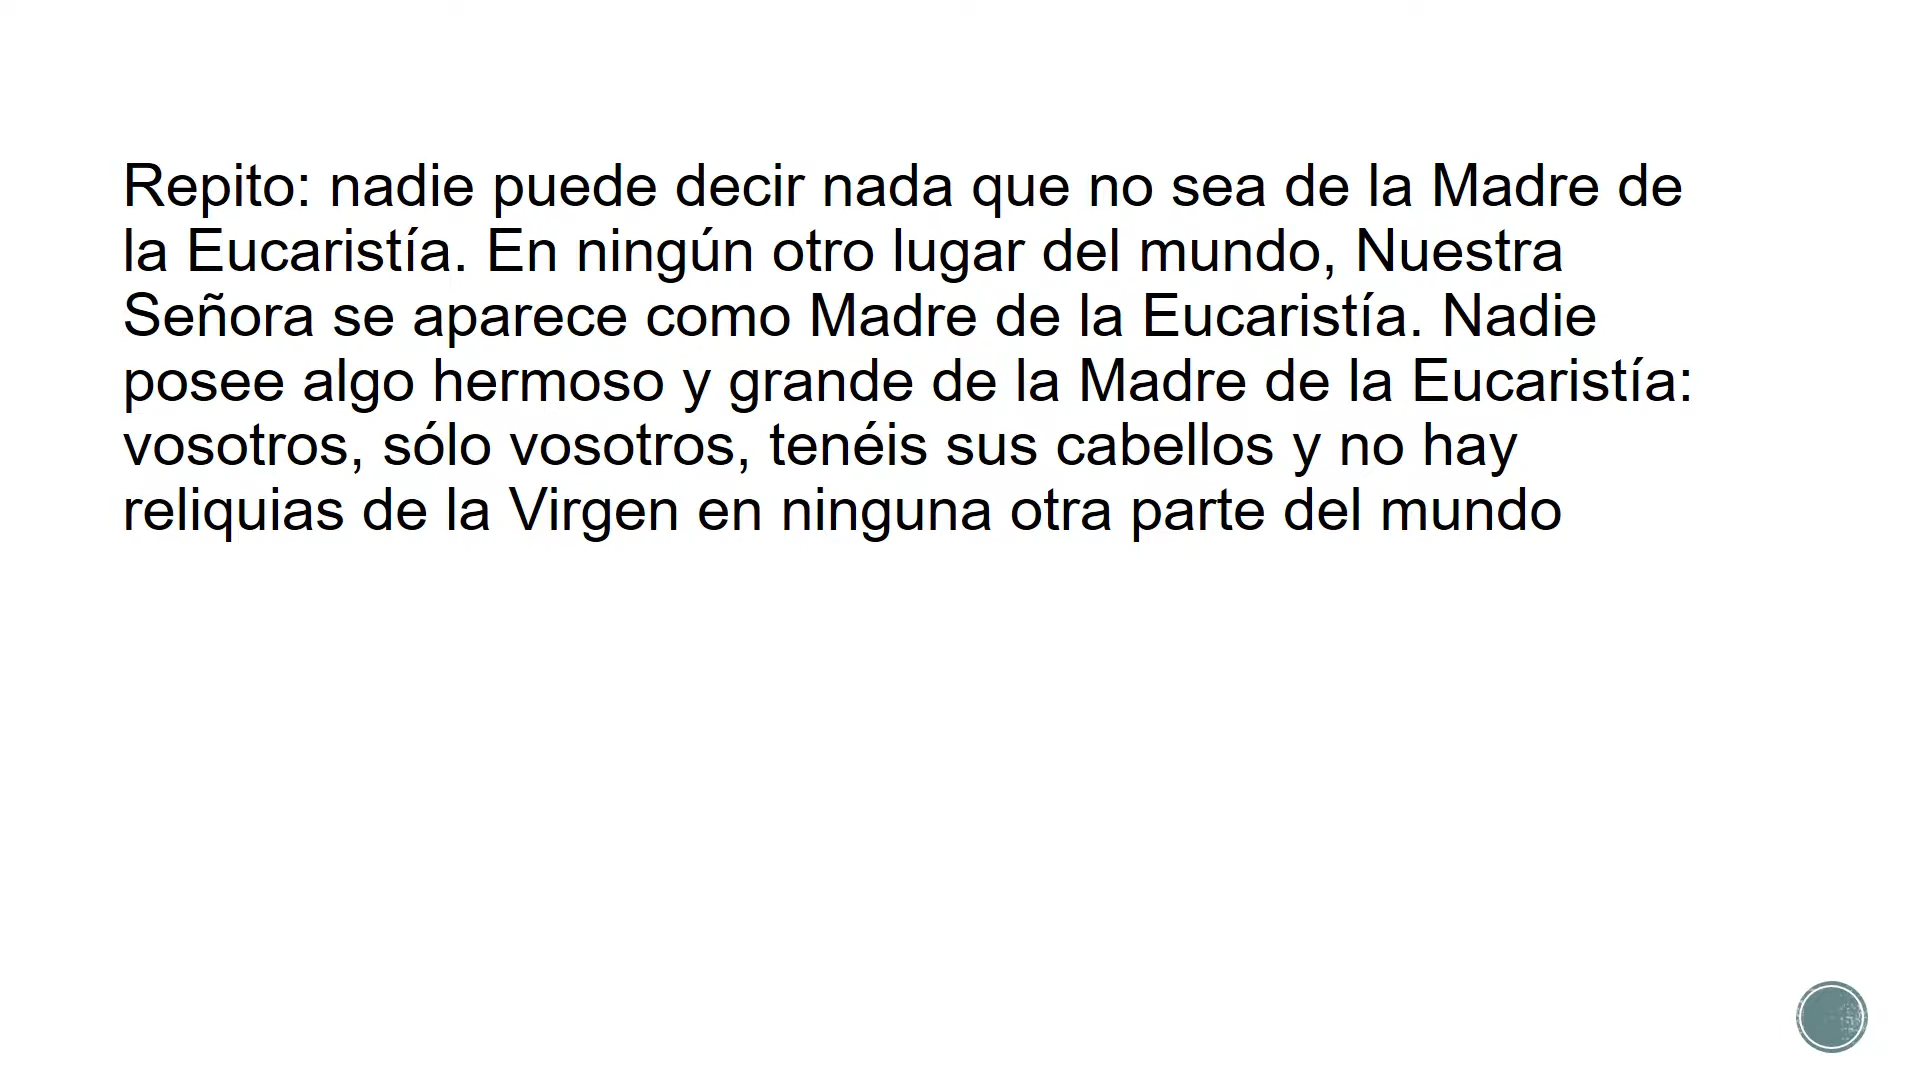 Repito: nadie puede decir nada que no sea de la Madre de
la Eucaristía. En ningún otro lugar del mundo, Nuestra
Señora se aparece como Madre de la Eucaristía. Nadie
posee algo hermoso y grande de la Madre de la Eucaristía:
vosotros, sólo vosotros, tenéis sus cabellos y no hay
reliquias de la Virgen en ninguna otra parte del mundo